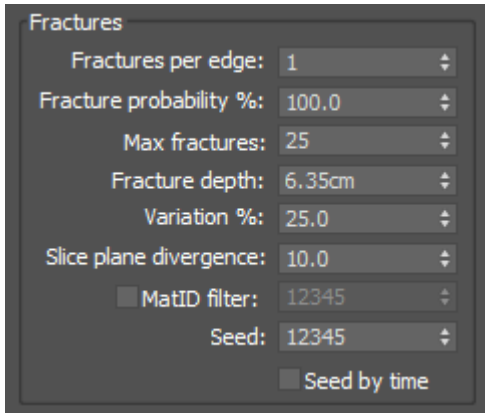 Fractures
Fractures per edge: 1
Fracture probability %: 100.0
Max fractures: 25
Fracture depth: 6.35cm
Variation %: 25.0
Slice plane divergence: 10.0
MatID filter: 12345
Seed: 12345
Seed by time